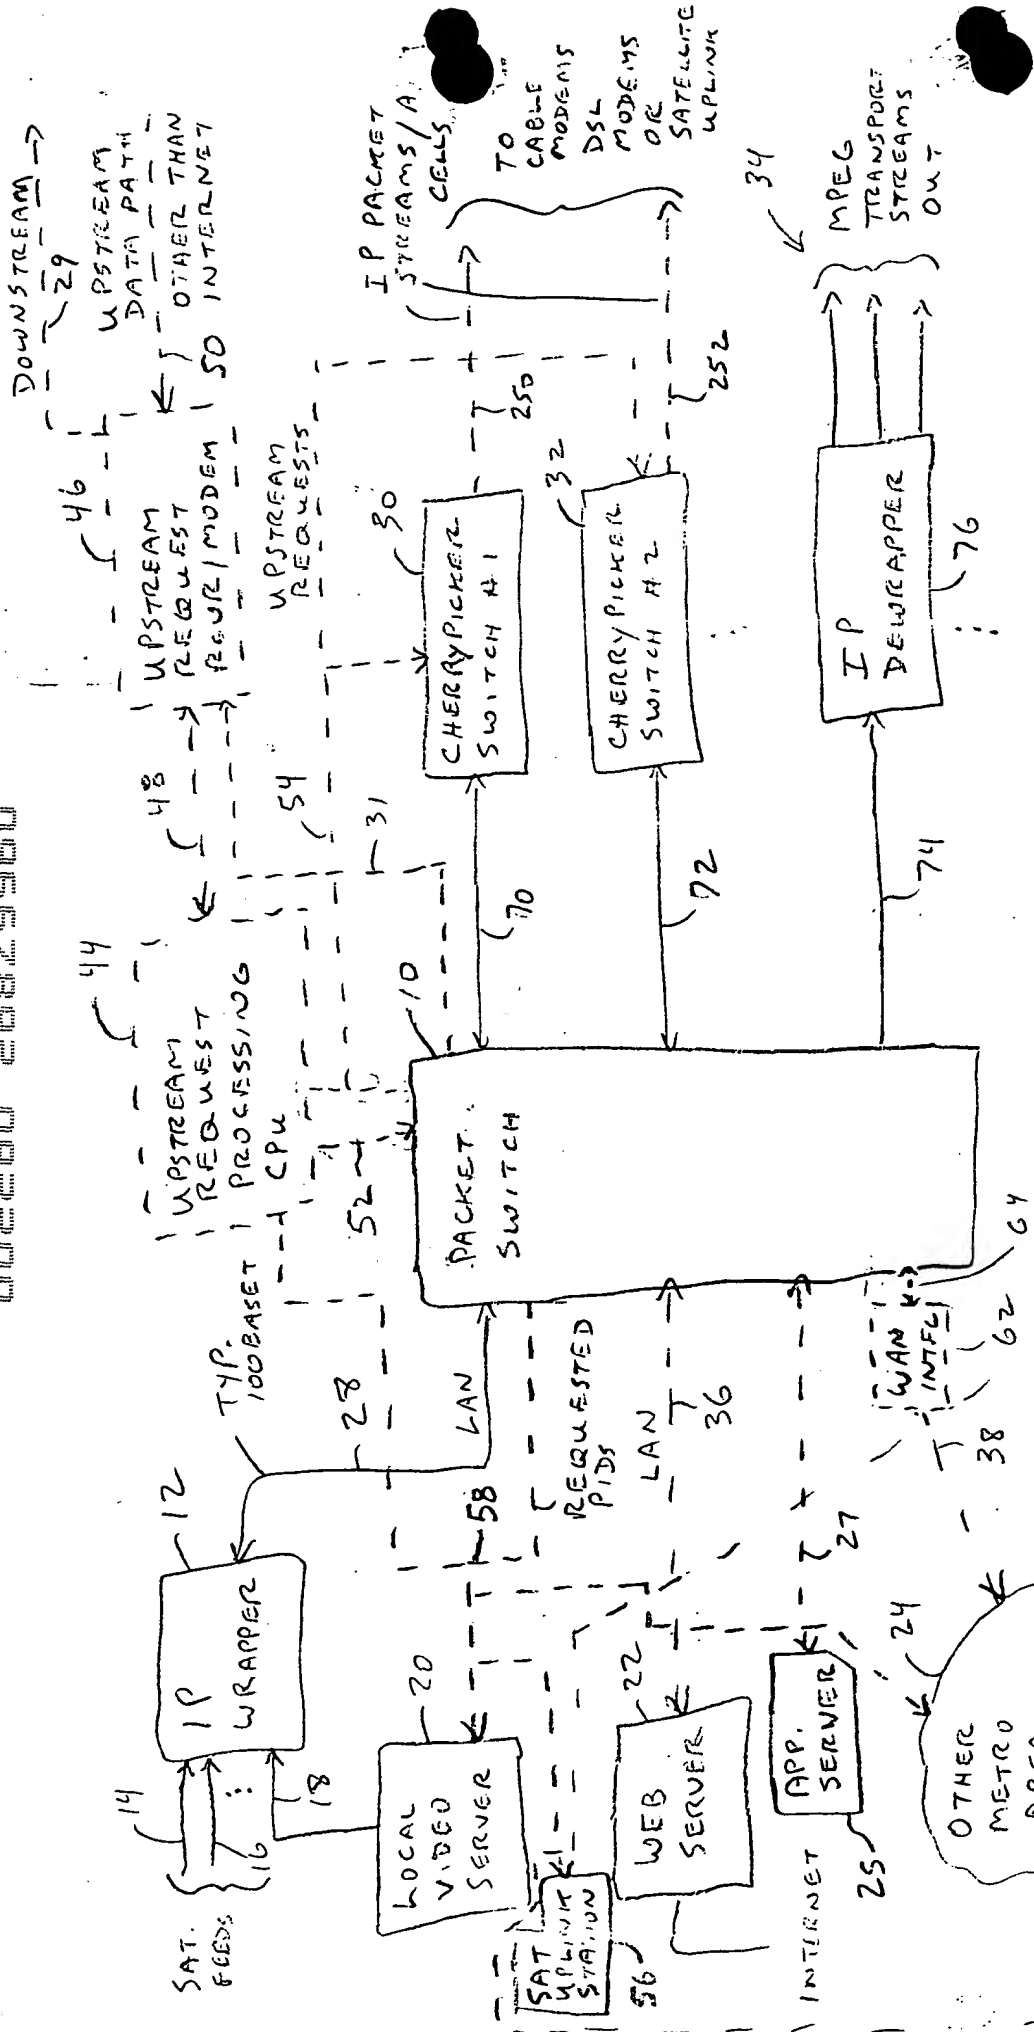 SAT.
FEEDS
14
16
18
IP
WRAPPER
12
TYP.
100BASET
28
LAN
LOCAL
VIDEO
SERVER
20
58
REQUESTED
PIDS
SAT
UPLINK
STATION
56
WEB
SERVER
22
LAN
36
INTERNET
APP.
SERVER
25
27
OTHER
METRO
24
38
WAN
INTFC
62
64
PACKET
SWITCH
10
52
UPSTREAM
REQUEST
PROCESSING
CPU
44
48
54
31
UPSTREAM
REQUEST
RCVR/MODEM
46
50
DOWNSTREAM
29
UPSTREAM
DATA PATH
OTHER THAN
INTERNET
UPSTREAM
REQUESTS
70
CHERRYPICKER
SWITCH #1
30
250
72
CHERRYPICKER
SWITCH #2
32
252
IP PACKET
STREAMS/A
CELLS
TO
CABLE
MODEMS
DSL
MODEMS
OR
SATELLITE
UPLINK
74
IP
DEWRAPPER
76
34
MPEG
TRANSPORT
STREAMS
OUT